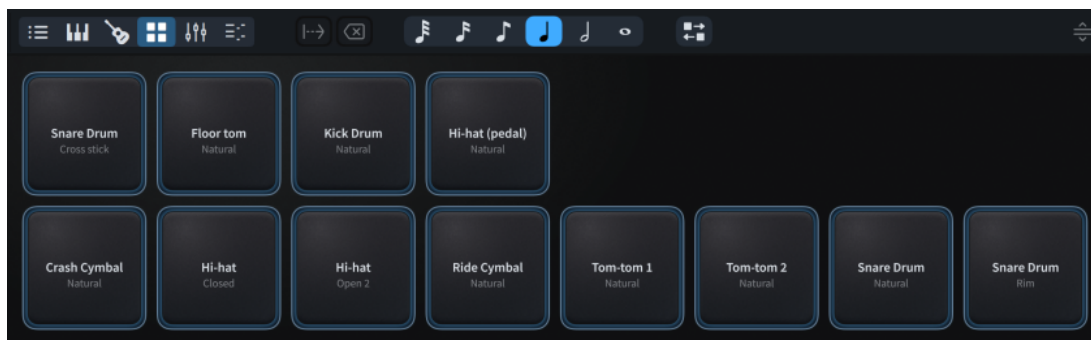 Snare Drum
Cross stick
Floor tom
Natural
Kick Drum
Natural
Hi-hat (pedal)
Natural
Crash Cymbal
Natural
Hi-hat
Closed
Hi-hat
Open 2
Ride Cymbal
Natural
Tom-tom 1
Natural
Tom-tom 2
Natural
Snare Drum
Natural
Snare Drum
Rim